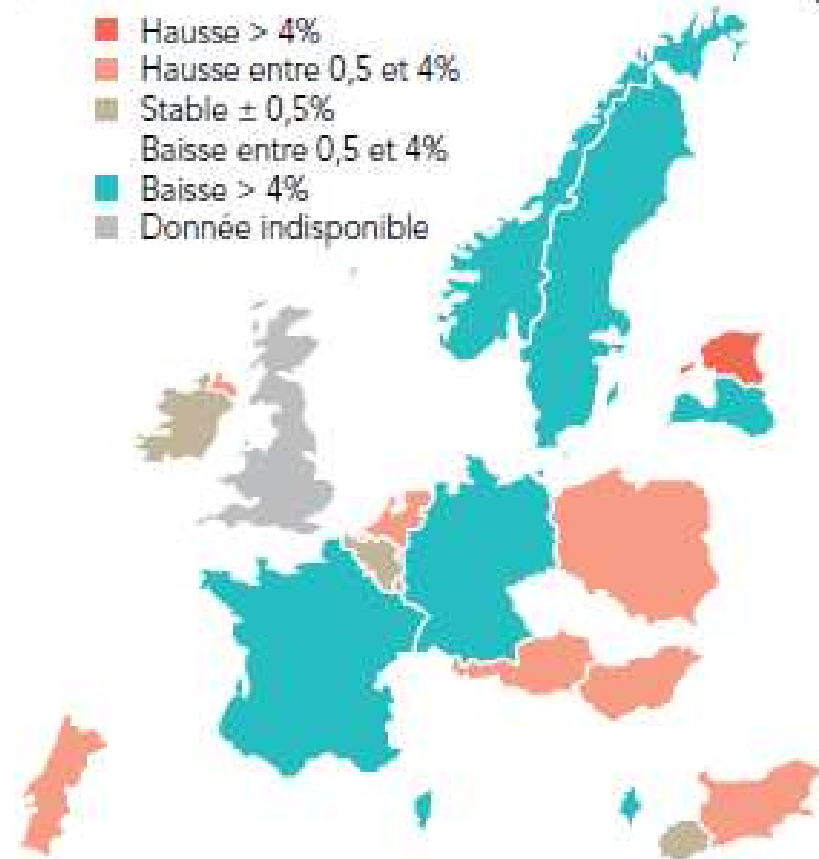 Hausse > 4%
Hausse entre 0,5 et 4%
Stable ± 0,5%
Baisse entre 0,5 et 4%
Baisse > 4%
Donnée indisponible